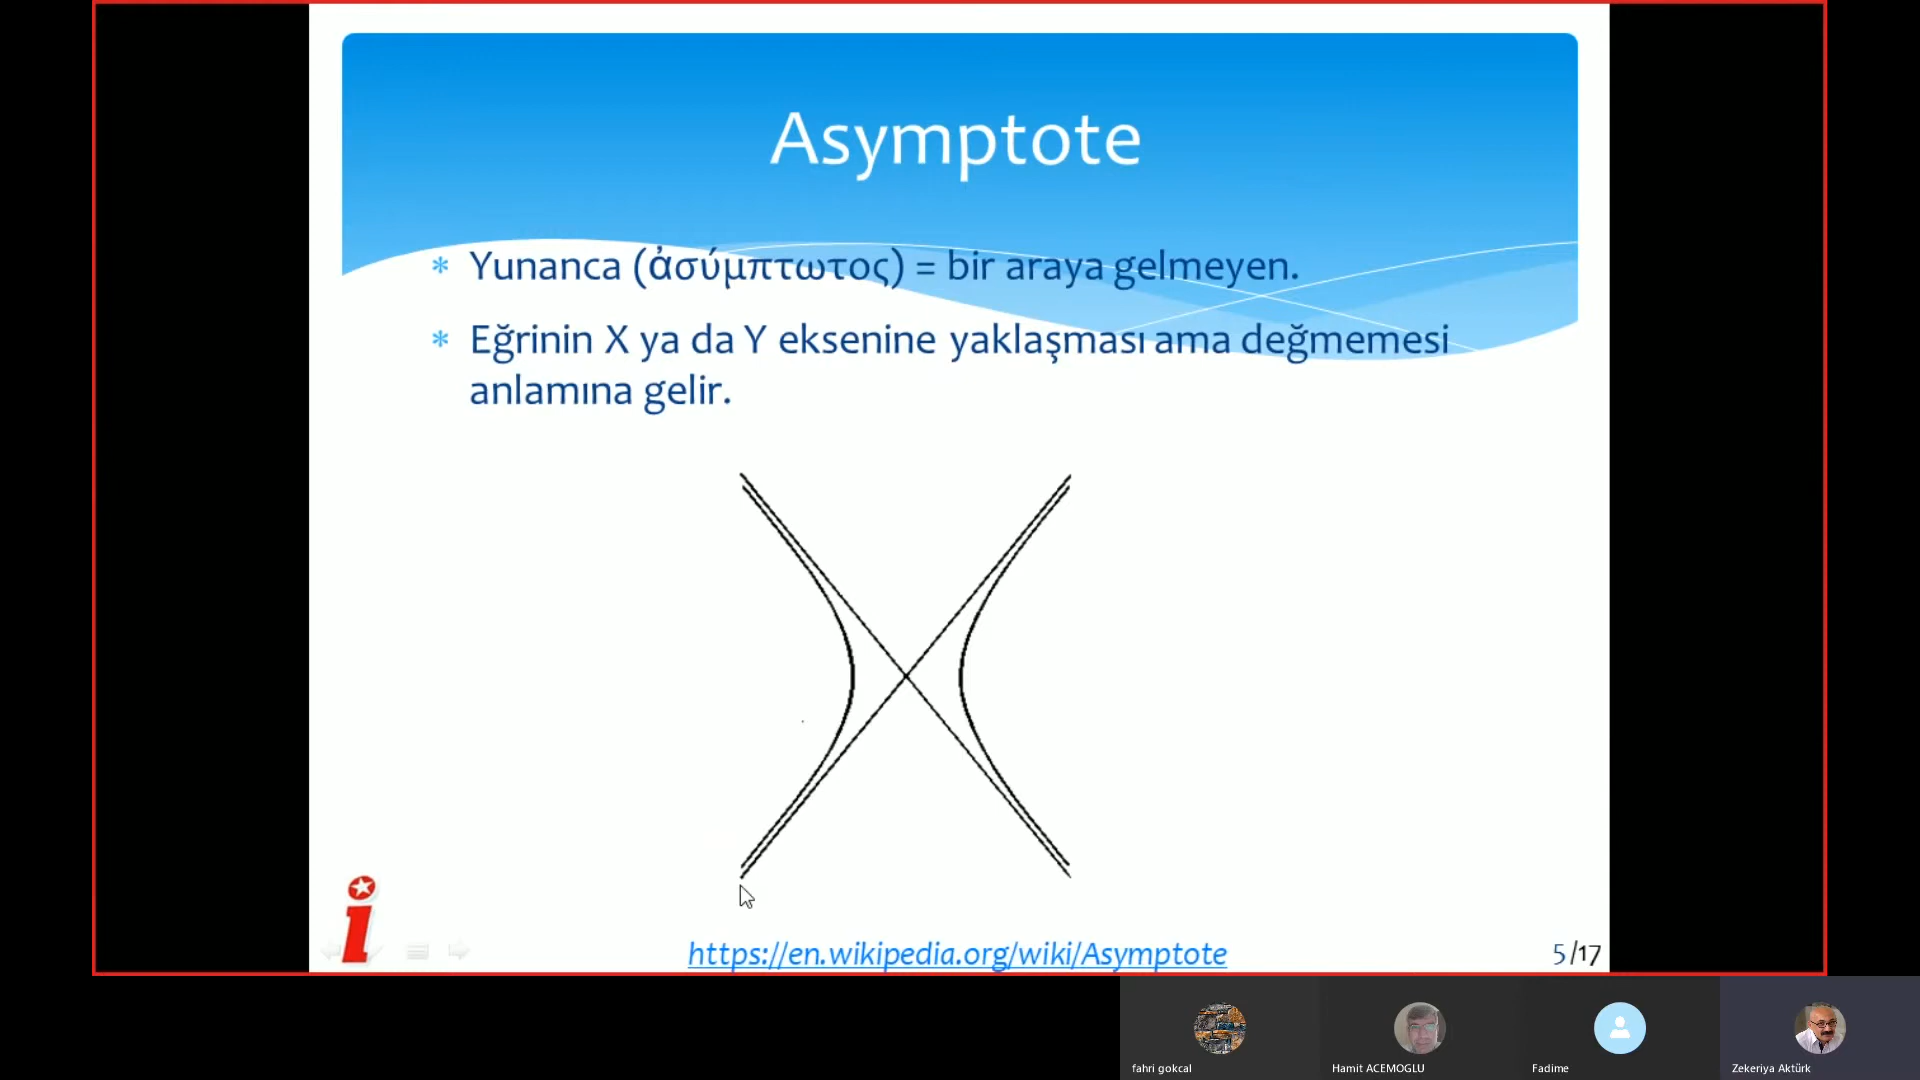 Asymptote
* Yunanca (ἀσύμπτωτος) = bir araya gelmeyen.
* Eğrinin X ya da Y eksenine yaklaşması ama değmemesi
anlamına gelir.
i
https://en.wikipedia.org/wiki/Asymptote
5/17
fahri gokcal
Hamit ACEMOGLU
Fadime
Zekeriya Aktürk